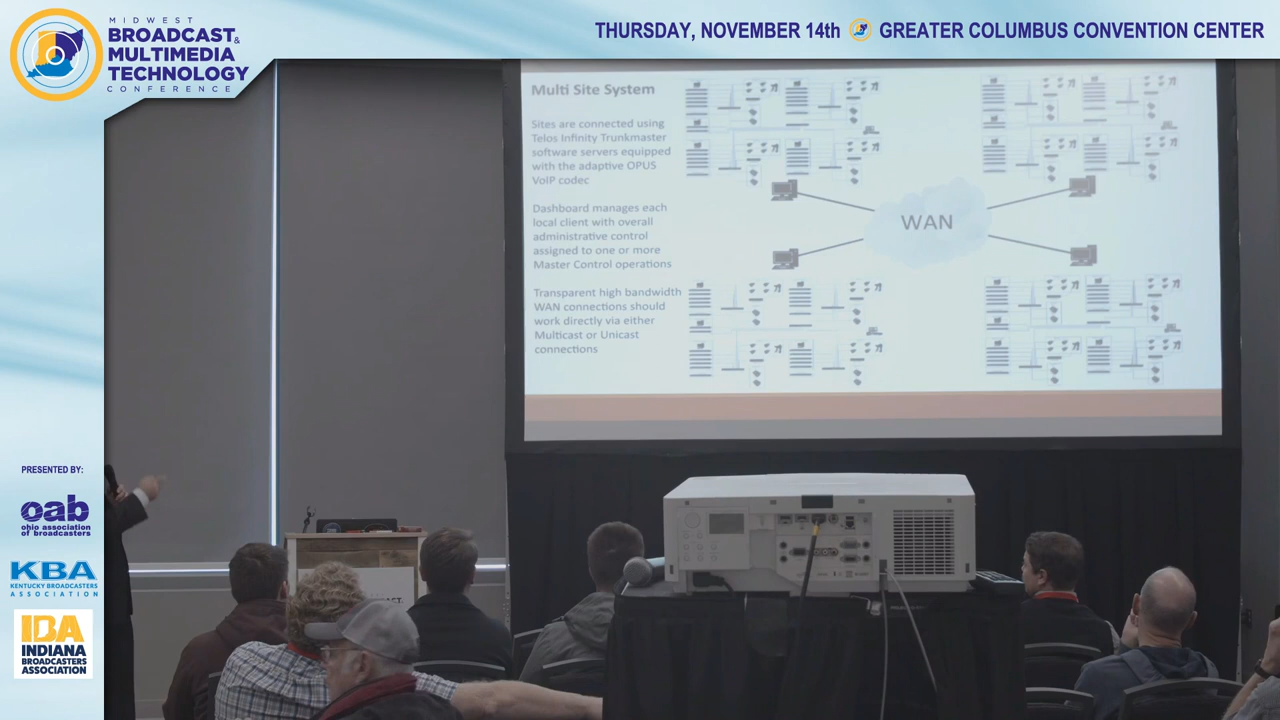 MIDWEST
BROADCAST&
MULTIMEDIA
TECHNOLOGY
CONFERENCE
THURSDAY, NOVEMBER 14th
GREATER COLUMBUS CONVENTION CENTER
Multi Site System
Sites are connected using
Telos Infinity Trunkmaster
software servers equipped
with the adaptive OPUS
VoIP codec
Dashboard manages each
local client with overall
administrative control
assigned to one or more
Master Control operations
Transparent high bandwidth
WAN connections should
work directly via either
Multicast or Unicast
connections
WAN
PRESENTED BY:
oab
ohio association
of broadcasters
KBA
KENTUCKY BROADCASTERS
ASSOCIATION
IBA
INDIANA
BROADCASTERS
ASSOCIATION